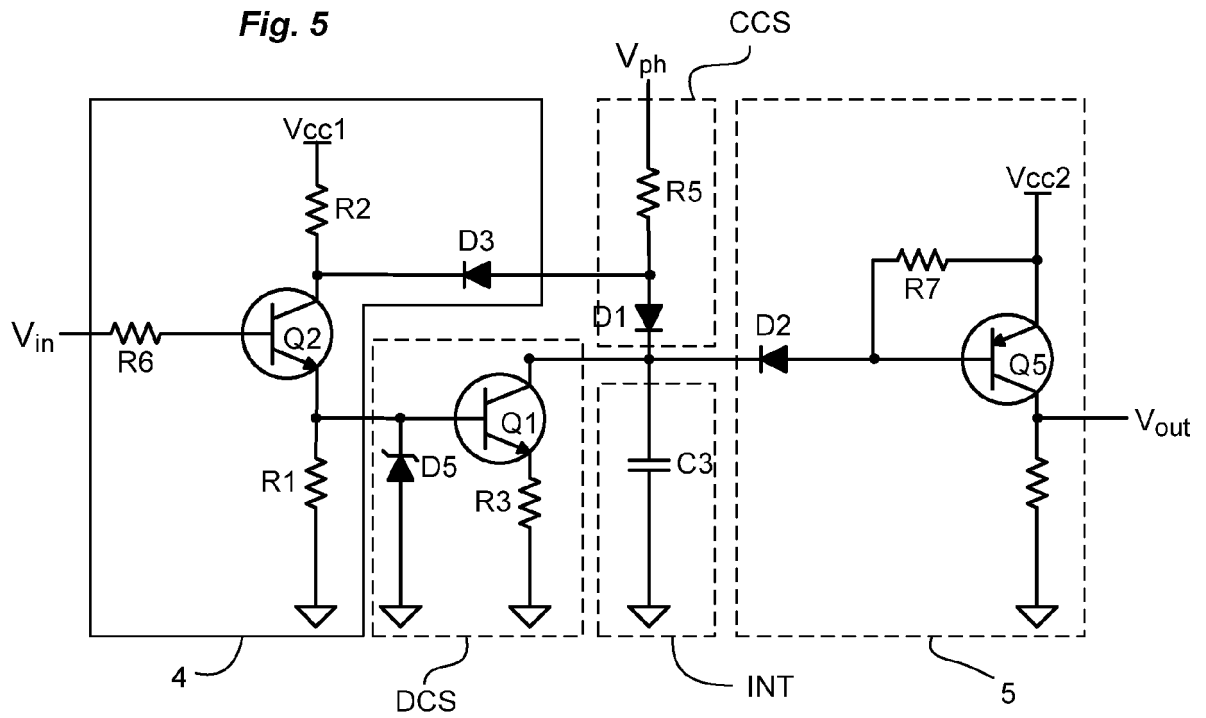 Fig. 5
CCS
Vph
Vcc1
R2
R5
Vcc2
D3
R7
D1
D2
Vin
R6
Q2
Q5
Q1
Vout
R1
D5
R3
C3
4
DCS
INT
5